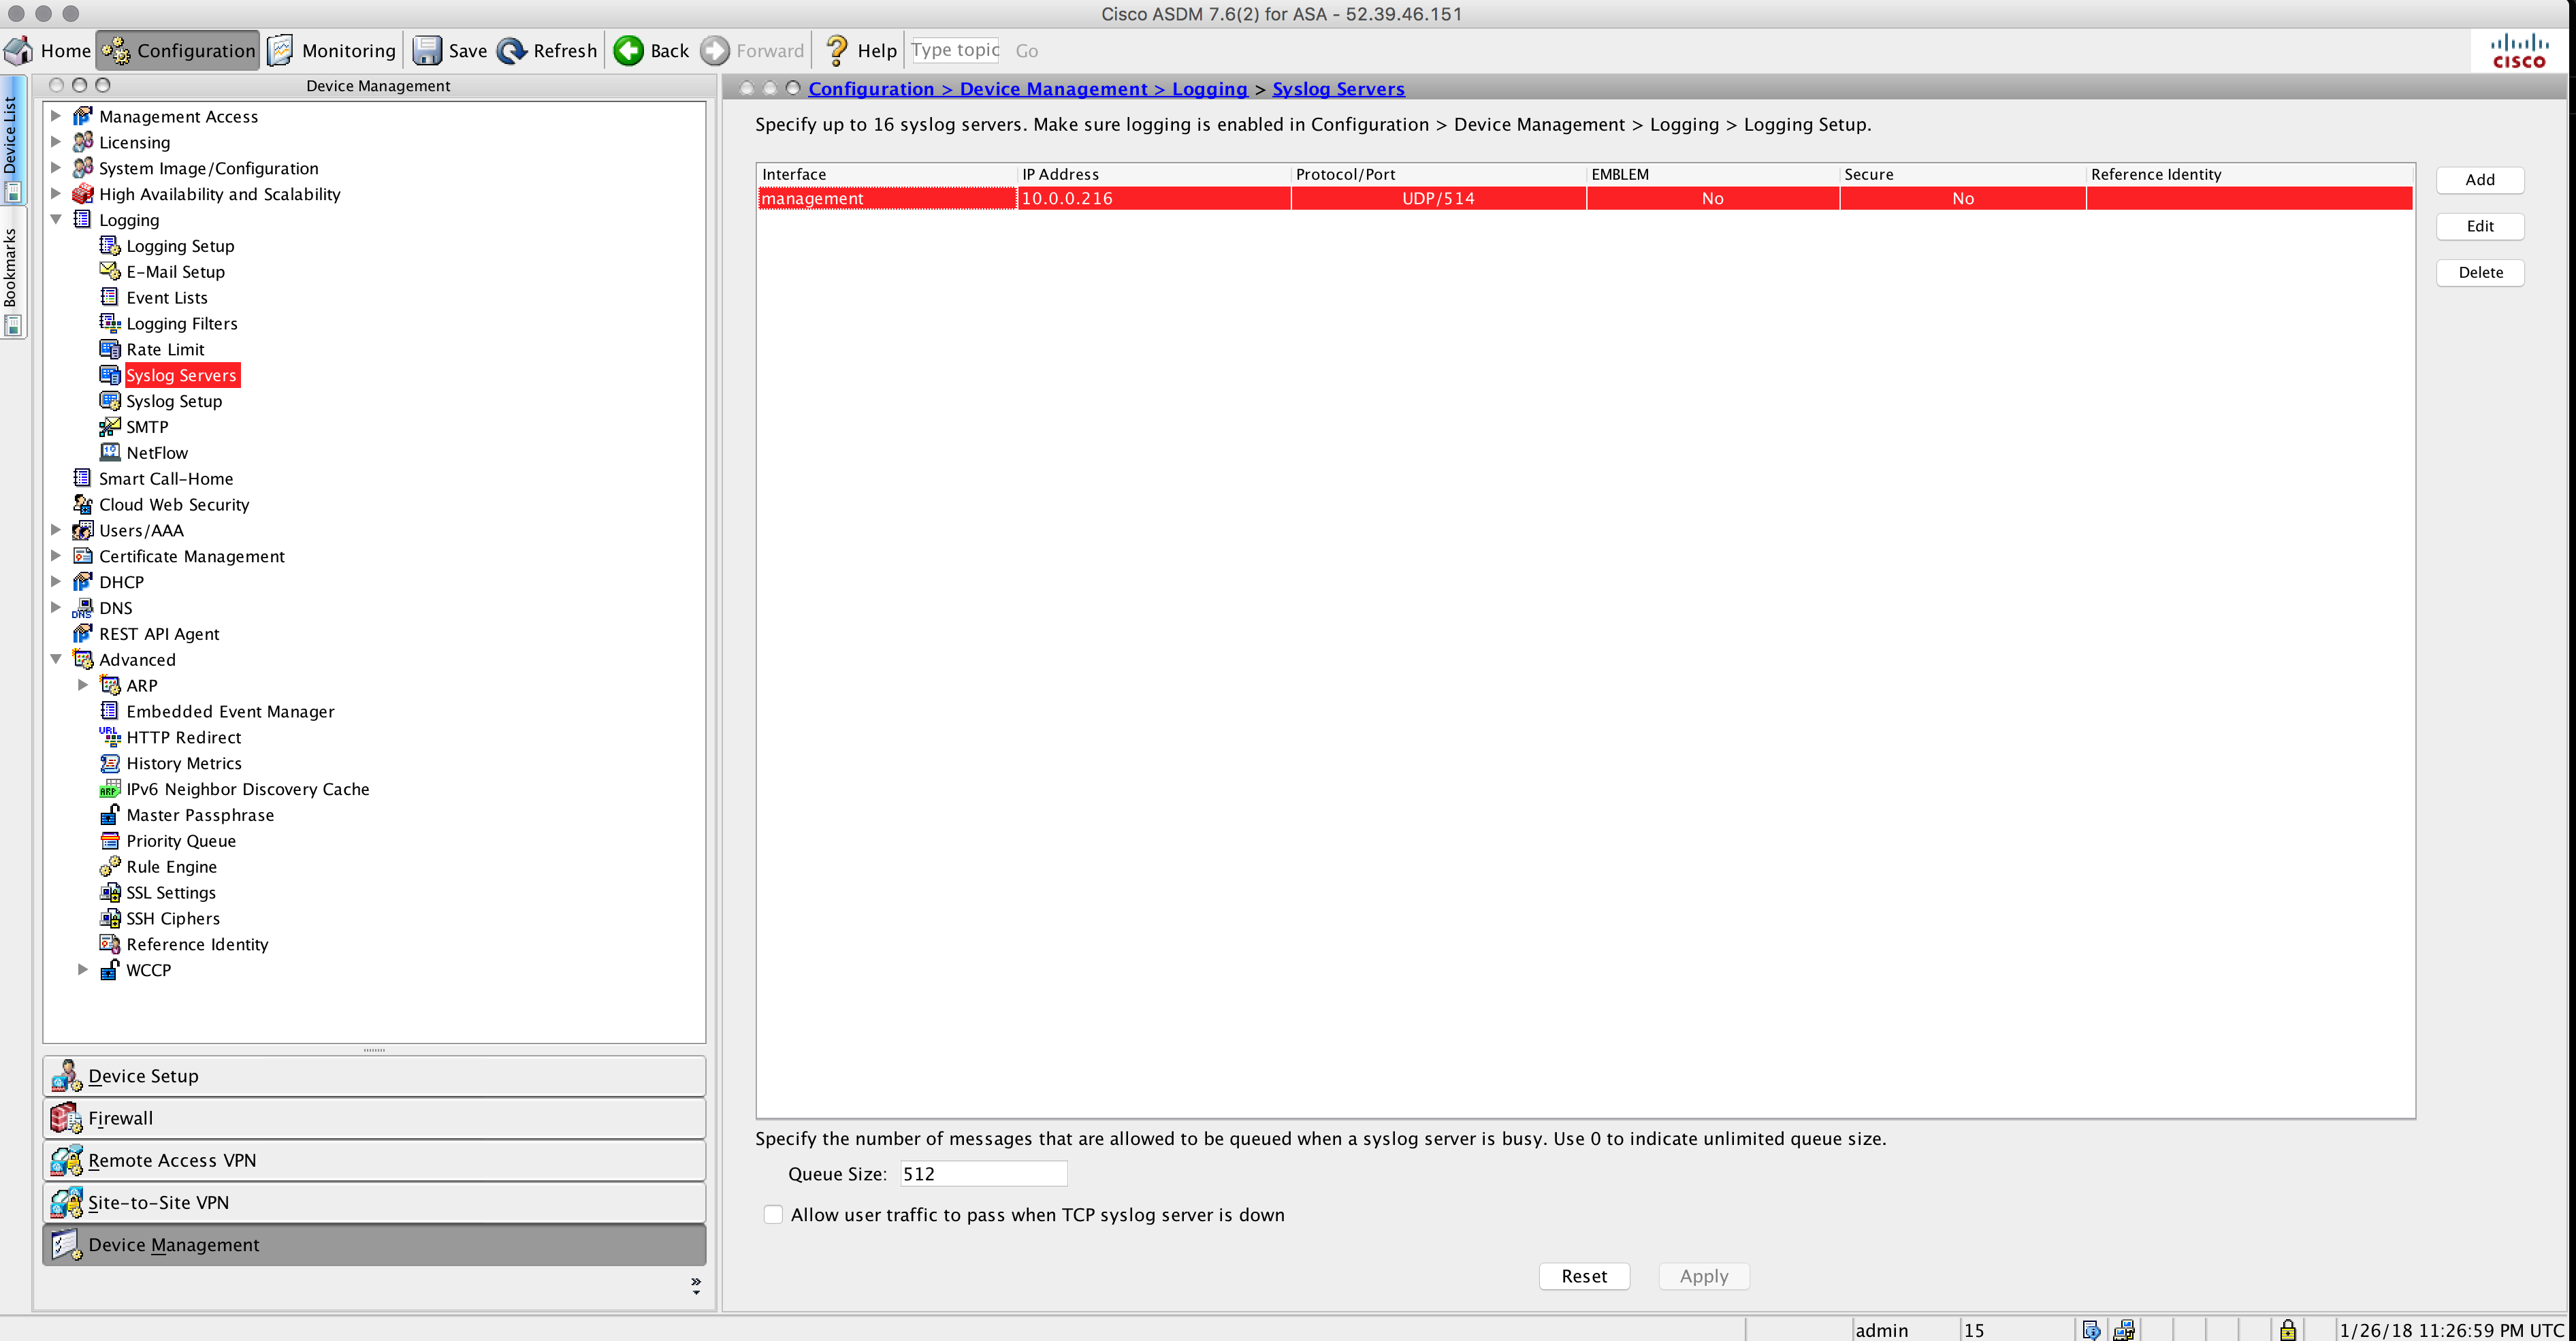 Cisco ASDM 7.6(2) for ASA - 52.39.46.151
Home Configuration Monitoring Save Refresh Back Forward Help Type topic Go
CISCO
Device List
Bookmarks
Device Management
Management Access
Licensing
System Image/Configuration
High Availability and Scalability
Logging
Logging Setup
E-Mail Setup
Event Lists
Logging Filters
Rate Limit
Syslog Servers
Syslog Setup
SMTP
NetFlow
Smart Call-Home
Cloud Web Security
Users/AAA
Certificate Management
DHCP
DNS
REST API Agent
Advanced
ARP
Embedded Event Manager
HTTP Redirect
History Metrics
IPv6 Neighbor Discovery Cache
Master Passphrase
Priority Queue
Rule Engine
SSL Settings
SSH Ciphers
Reference Identity
WCCP
Device Setup
Firewall
Remote Access VPN
Site-to-Site VPN
Device Management
Configuration > Device Management > Logging > Syslog Servers
Specify up to 16 syslog servers. Make sure logging is enabled in Configuration > Device Management > Logging > Logging Setup.
Interface IP Address Protocol/Port EMBLEM Secure Reference Identity
management 10.0.0.216 UDP/514 No No
Add
Edit
Delete
Specify the number of messages that are allowed to be queued when a syslog server is busy. Use 0 to indicate unlimited queue size.
Queue Size: 512
Allow user traffic to pass when TCP syslog server is down
Reset Apply
admin 15 1/26/18 11:26:59 PM UTC